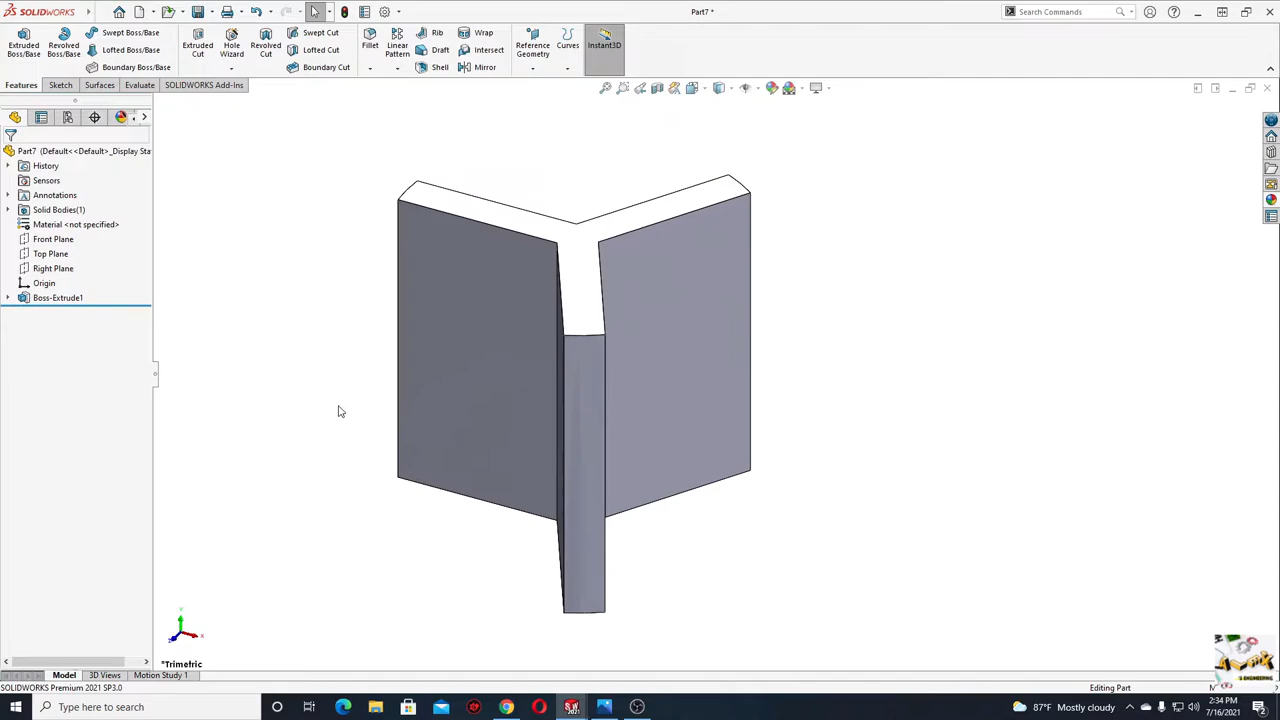 SOLIDWORKS
Part7 *
Search Commands
Extruded Boss/Base
Revolved Boss/Base
Swept Boss/Base
Lofted Boss/Base
Boundary Boss/Base
Extruded Cut
Hole Wizard
Revolved Cut
Swept Cut
Lofted Cut
Boundary Cut
Fillet
Linear Pattern
Rib
Draft
Shell
Wrap
Intersect
Mirror
Reference Geometry
Curves
Instant3D
Features
Sketch
Surfaces
Evaluate
SOLIDWORKS Add-Ins
Part7 (Default<<Default>_Display Sta
History
Sensors
Annotations
Solid Bodies(1)
Material <not specified>
Front Plane
Top Plane
Right Plane
Origin
Boss-Extrude1
Y
X
Z
*Trimetric
Model
3D Views
Motion Study 1
SOLIDWORKS Premium 2021 SP3.0
Editing Part
Type here to search
87°F Mostly cloudy
2:34 PM
7/16/2021